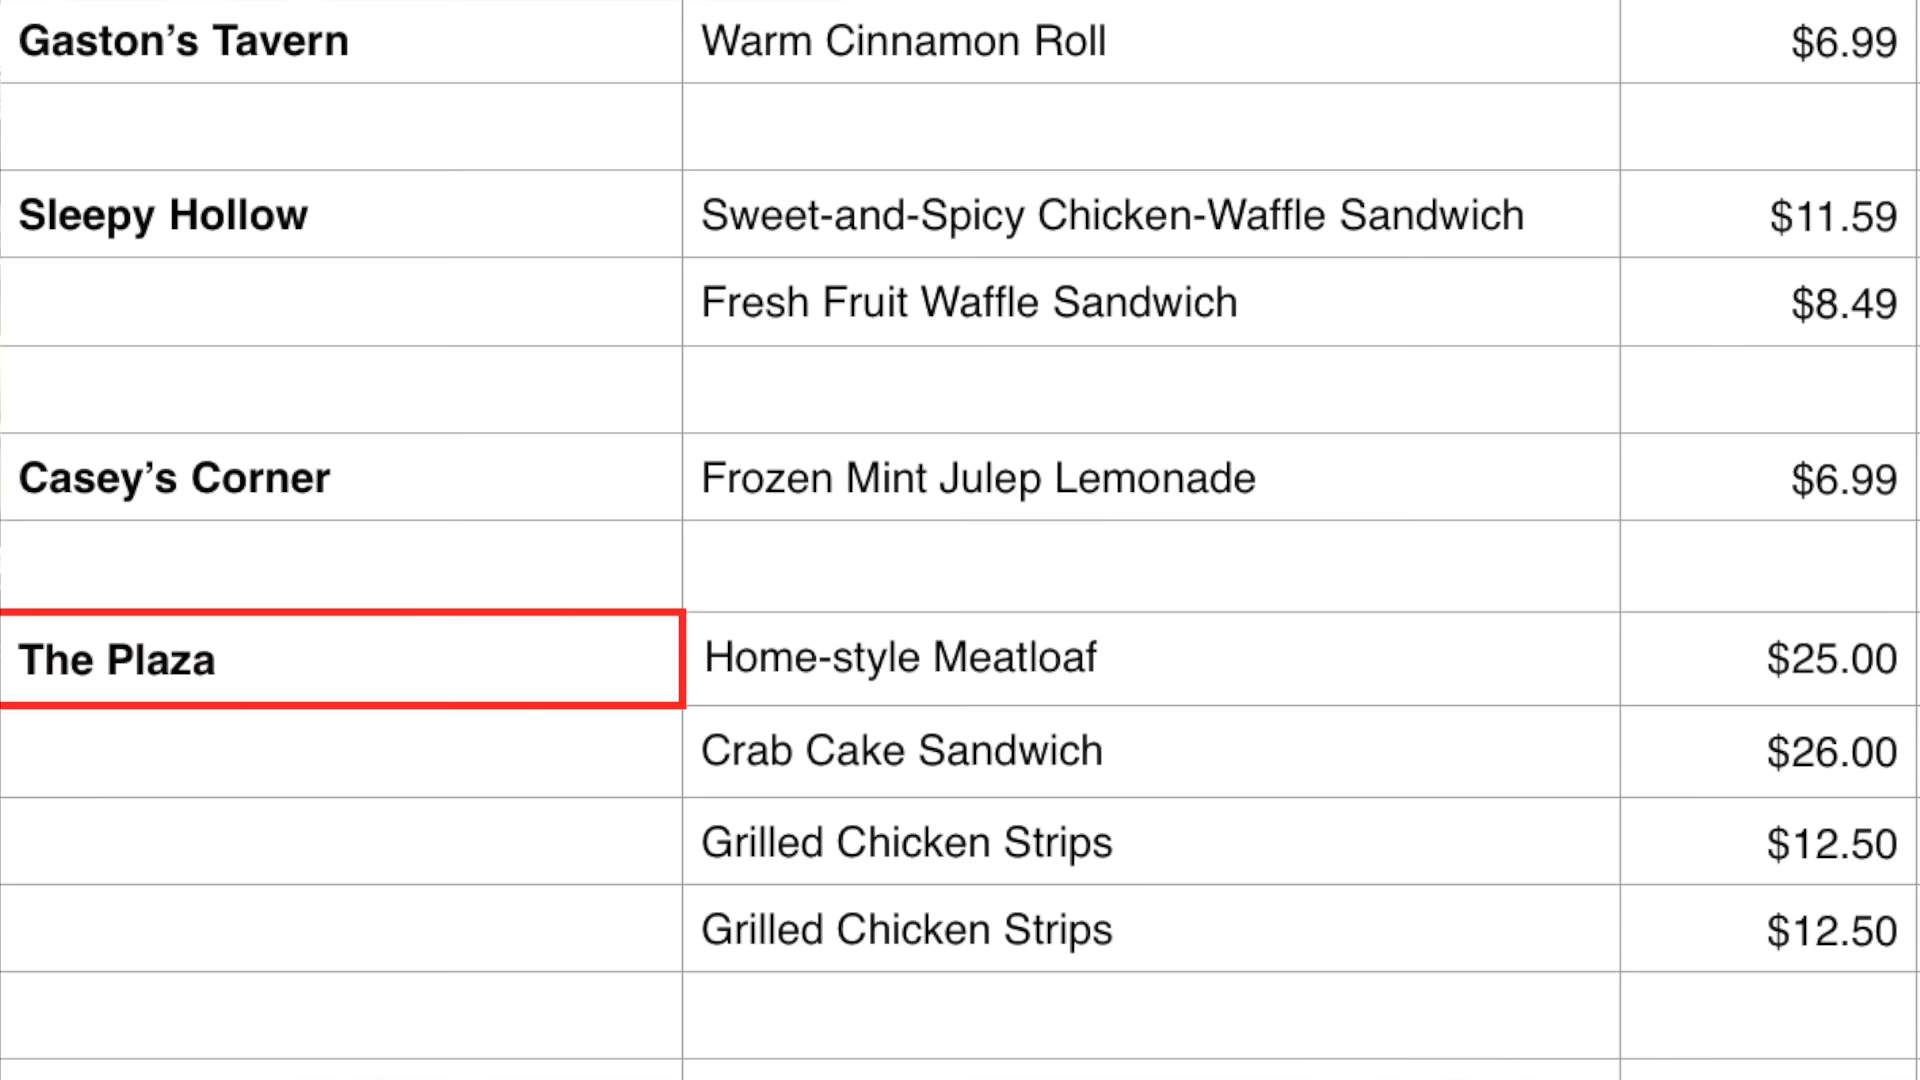 Gaston’s Tavern Warm Cinnamon Roll $6.99
Sleepy Hollow Sweet-and-Spicy Chicken-Waffle Sandwich $11.59
Fresh Fruit Waffle Sandwich $8.49
Casey’s Corner Frozen Mint Julep Lemonade $6.99
The Plaza Home-style Meatloaf $25.00
Crab Cake Sandwich $26.00
Grilled Chicken Strips $12.50
Grilled Chicken Strips $12.50